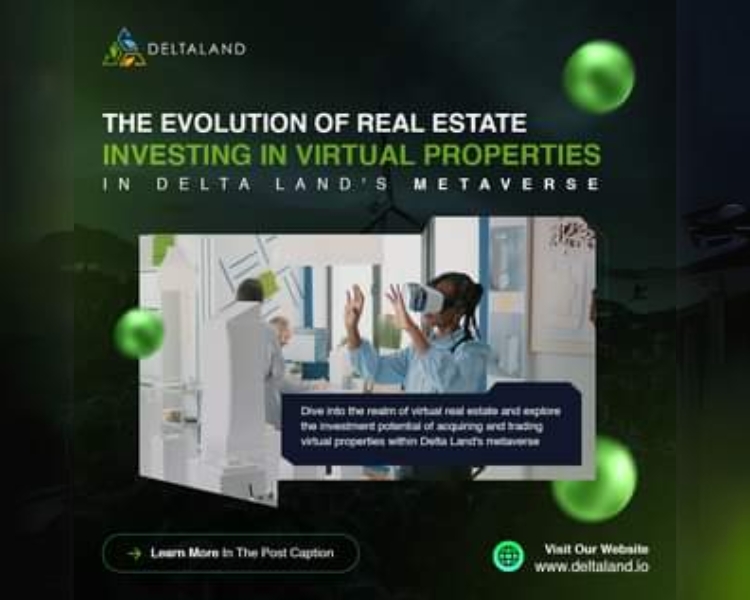 DELTALAND
THE EVOLUTION OF REAL ESTATE
INVESTING IN VIRTUAL PROPERTIES
IN DELTA LAND'S METAVERSE
Dive into the realm of virtual real estate and explore
the investment potential of acquiring and trading
virtual properties within Delta Land's metaverse
Learn More In The Post Caption
Visit Our Website
www.deltaland.io